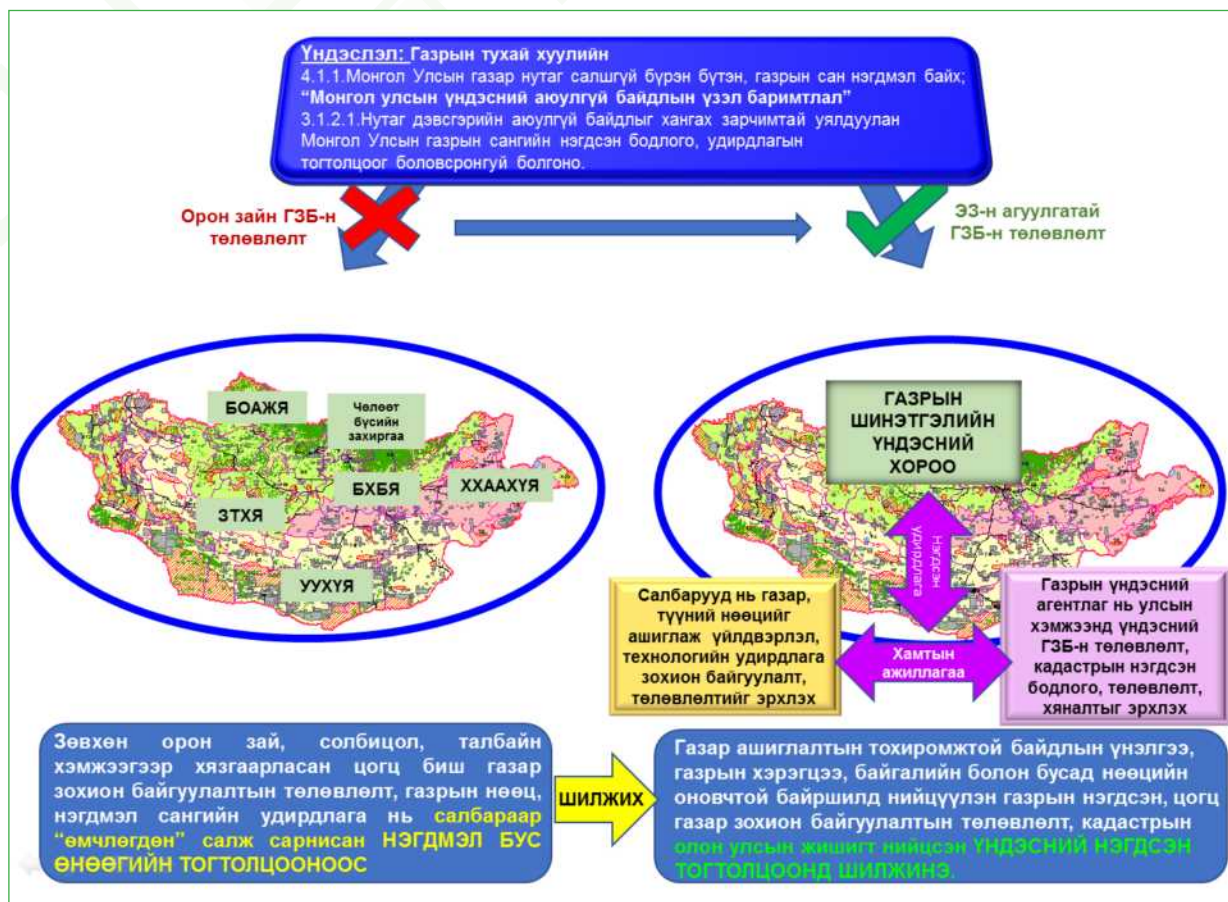 Үндэслэл: Газрын тухай хуулийн
4.1.1.Монгол Улсын газар нутаг салшгүй бүрэн бүтэн, газрын сан нэгдмэл байх;
“Монгол улсын үндэсний аюулгүй байдлын үзэл баримтлал”
3.1.2.1.Нутаг дэвсгэрийн аюулгүй байдлыг хангах зарчимтай уялдуулан
Монгол Улсын газрын сангийн нэгдсэн бодлого, удирдлагын
тогтолцоог боловсронгуй болгоно.
Орон зайн ГЗБ-н
төлөвлөлт
ЭЗ-н агуулгатай
ГЗБ-н төлөвлөлт
БОАЖЯ
Чөлөөт
бүсийн
захиргаа
БХБЯ
ХХААХҮЯ
ЗТХЯ
УУХҮЯ
ГАЗРЫН
ШИНЭТГЭЛИЙН
ҮНДЭСНИЙ
ХОРОО
Нэгдсэн
удирдлага
Салбарууд нь газар,
түүний нөөцийг
ашиглаж үйлдвэрлэл,
технологийн удирдлага
зохион байгуулалт,
төлөвлөлтийг эрхлэх
Хамтын
ажиллагаа
Газрын үндэсний
агентлаг нь улсын
хэмжээнд үндэсний
ГЗБ-н төлөвлөлт,
кадастрын нэгдсэн
бодлого, төлөвлөлт,
хяналтыг эрхлэх
Зөвхөн орон зай, солбицол, талбайн
хэмжээгээр хязгаарласан цогц биш газар
зохион байгуулалтын төлөвлөлт, газрын нөөц,
нэгдмэл сангийн удирдлага нь салбараар
“өмчлөгдөн” салж сарнисан НЭГДМЭЛ БУС
ӨНӨӨГИЙН ТОГТОЛЦООНООС
ШИЛЖИХ
Газар ашиглалтын тохиромжтой байдлын үнэлгээ,
газрын хэрэгцээ, байгалийн болон бусад нөөцийн
оновчтой байршилд нийцүүлэн газрын нэгдсэн, цогц
газар зохион байгуулалтын төлөвлөлт, кадастрын
олон улсын жишигт нийцсэн ҮНДЭСНИЙ НЭГДСЭН
ТОГТОЛЦООНД ШИЛЖИНЭ.